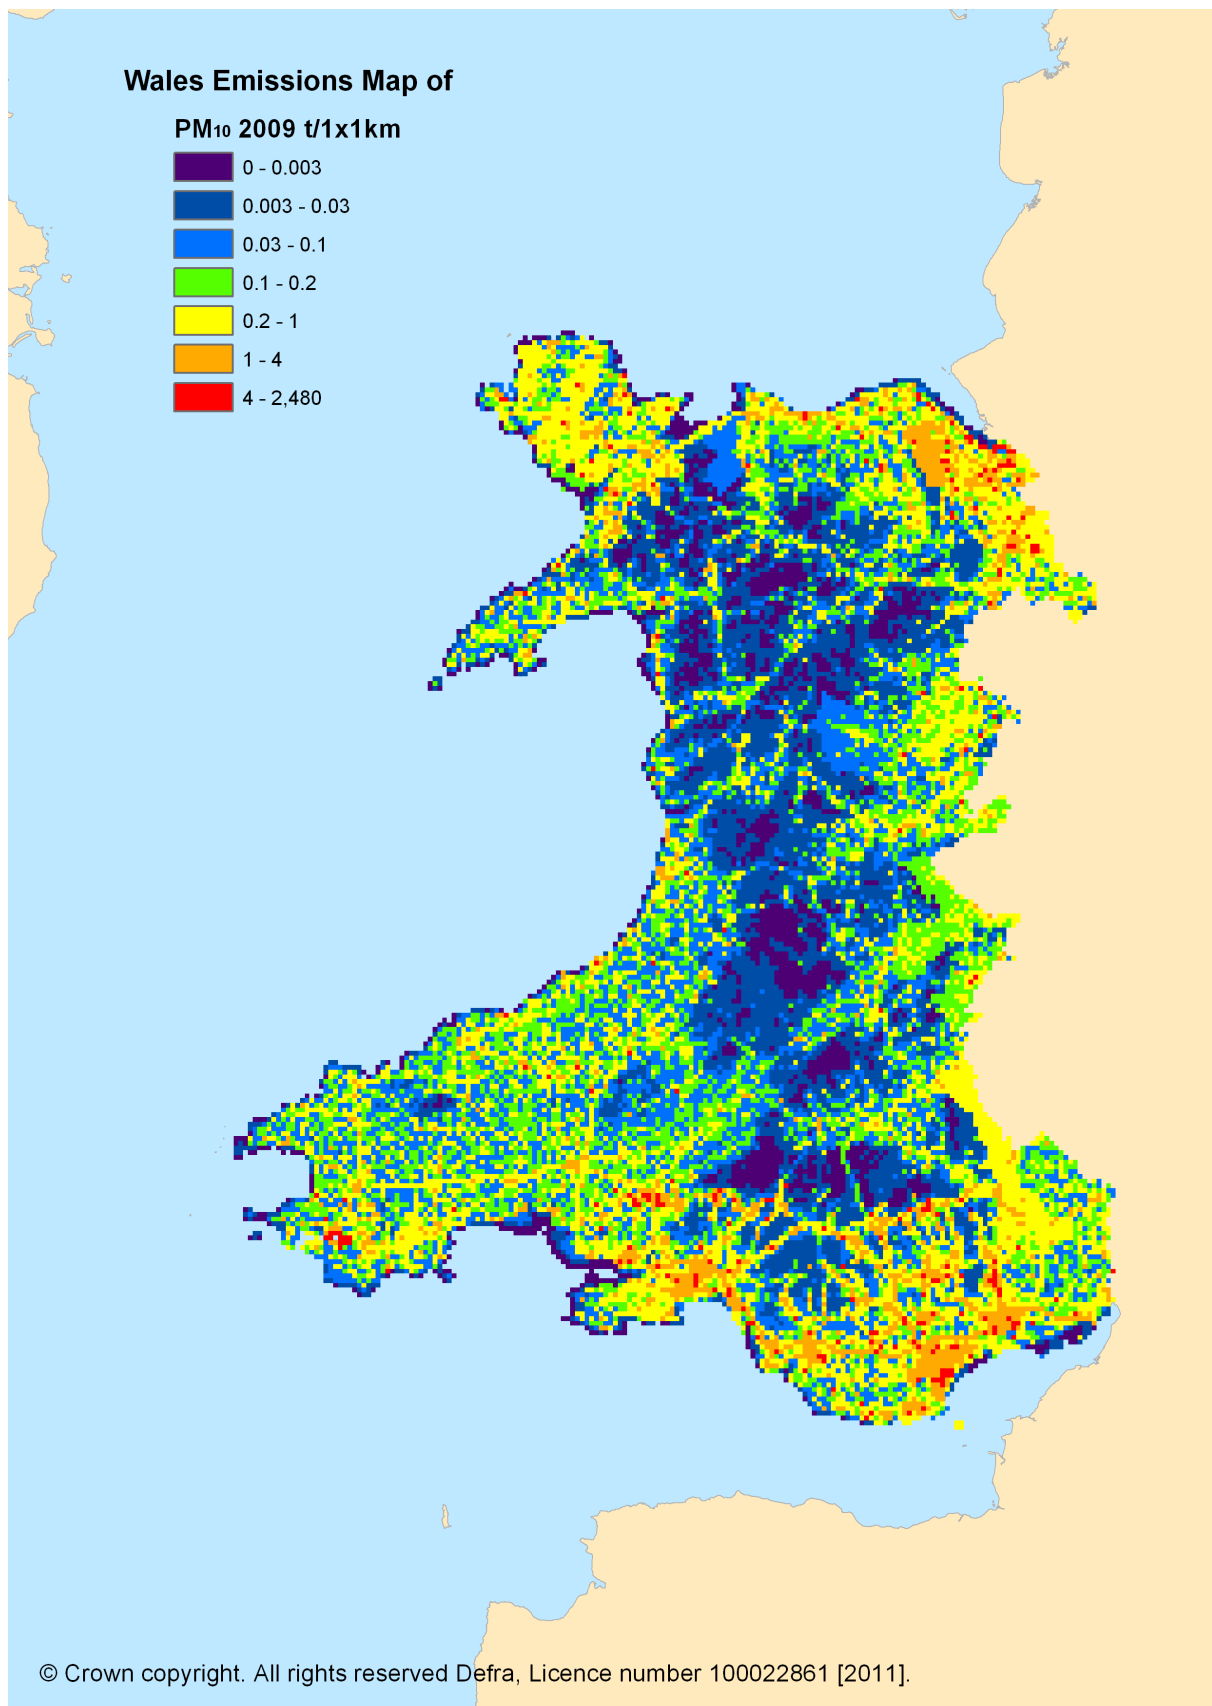 Wales Emissions Map of
PM10 2009 t/1x1km
0 - 0.003
0.003 - 0.03
0.03 - 0.1
0.1 - 0.2
0.2 - 1
1 - 4
4 - 2,480
© Crown copyright. All rights reserved Defra, Licence number 100022861 [2011].